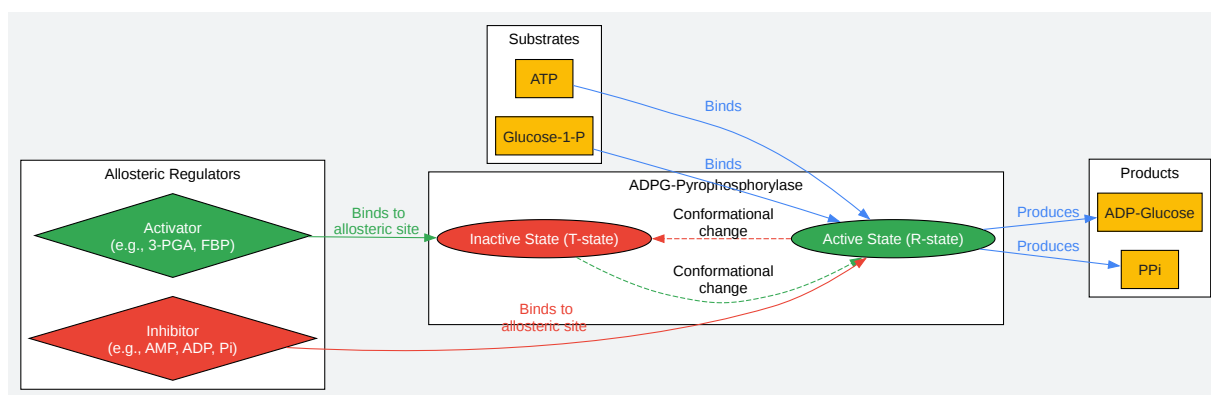 Substrates
ATP
Binds
Glucose-1-P
Binds
Allosteric Regulators
Activator
(e.g., 3-PGA, FBP)
Binds to
allosteric site
Inhibitor
(e.g., AMP, ADP, Pi)
Binds to
allosteric site
ADPG-Pyrophosphorylase
Inactive State (T-state)
Conformational
change
Active State (R-state)
Conformational
change
Products
Produces
ADP-Glucose
Produces
PPi